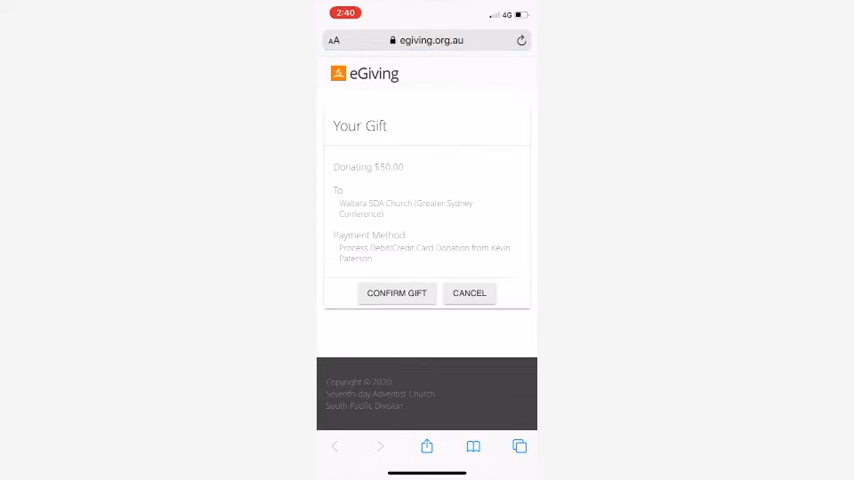 2:40
4G
AA
egiving.org.au
eGiving
Your Gift
Donating $50.00
To
Waitara SDA Church (Greater Sydney
Conference)
Payment Method
Process Debit/Credit Card Donation from Kevin
Paterson
CONFIRM GIFT
CANCEL
Copyright © 2020
Seventh-day Adventist Church
South Pacific Division